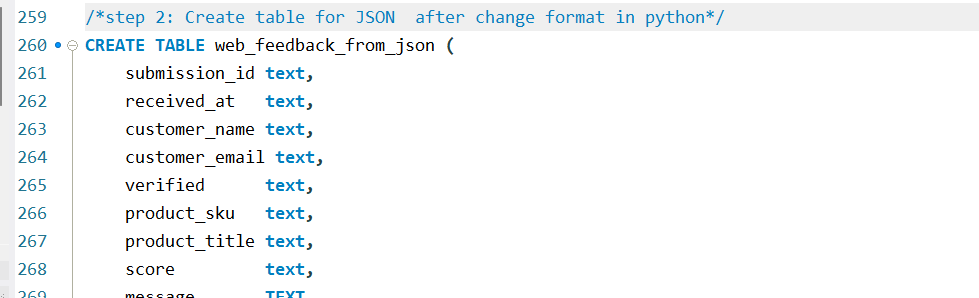 259 /*step 2: Create table for JSON  after change format in python*/
260 CREATE TABLE web_feedback_from_json (
261     submission_id text,
262     received_at   text,
263     customer_name text,
264     customer_email text,
265     verified      text,
266     product_sku   text,
267     product_title text,
268     score         text,
269     message       TEXT